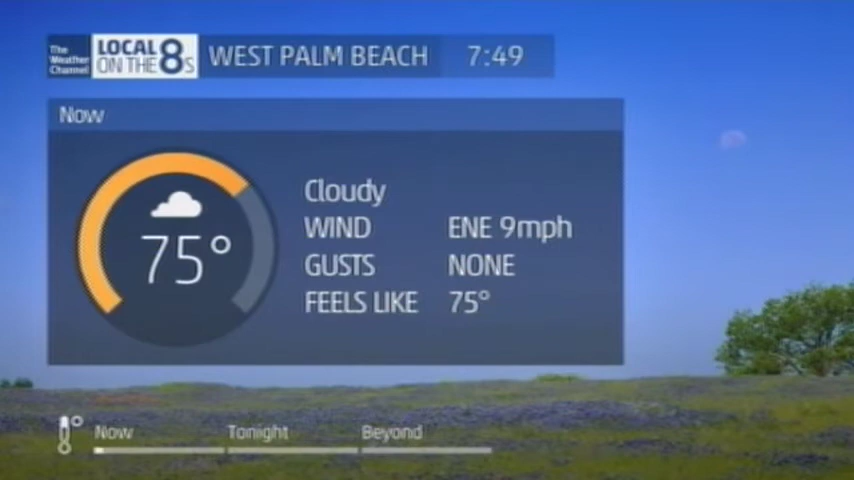 The Weather Channel
LOCAL ON THE 8s
WEST PALM BEACH 7:49
Now
75°
Cloudy
WIND ENE 9mph
GUSTS NONE
FEELS LIKE 75°
Now Tonight Beyond